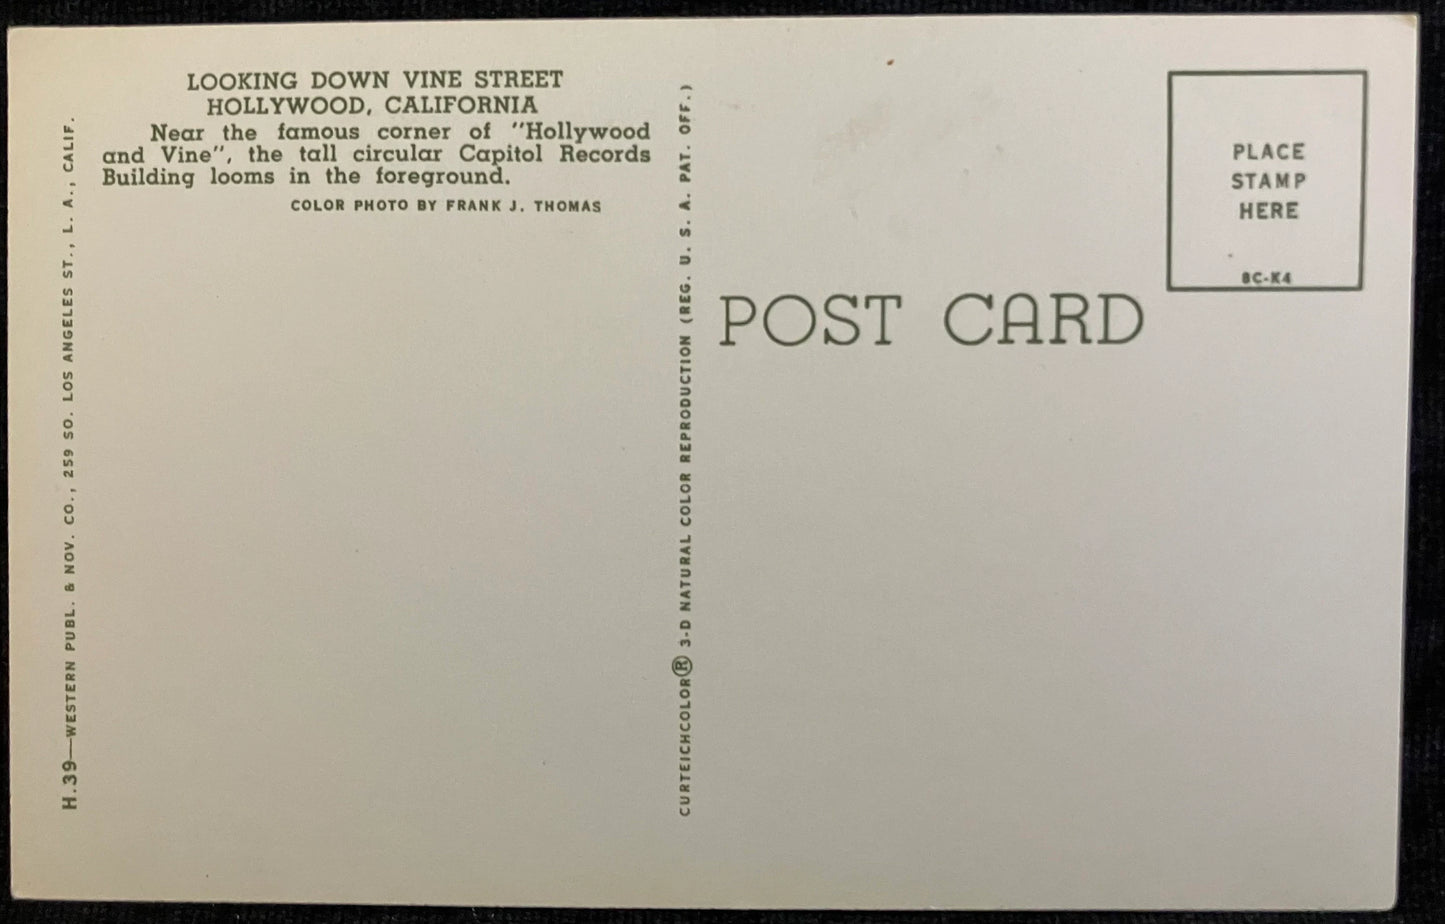 LOOKING DOWN VINE STREET
HOLLYWOOD, CALIFORNIA
Near the famous corner of "Hollywood
and Vine", the tall circular Capitol Records
Building looms in the foreground.
COLOR PHOTO BY FRANK J. THOMAS
H.39—WESTERN PUBL. & NOV. CO., 259 SO. LOS ANGELES ST., L. A., CALIF.
CURTEICHCOLOR® 3-D NATURAL COLOR REPRODUCTION (REG. U. S. A. PAT. OFF.)
POST CARD
PLACE
STAMP
HERE
8C-K4